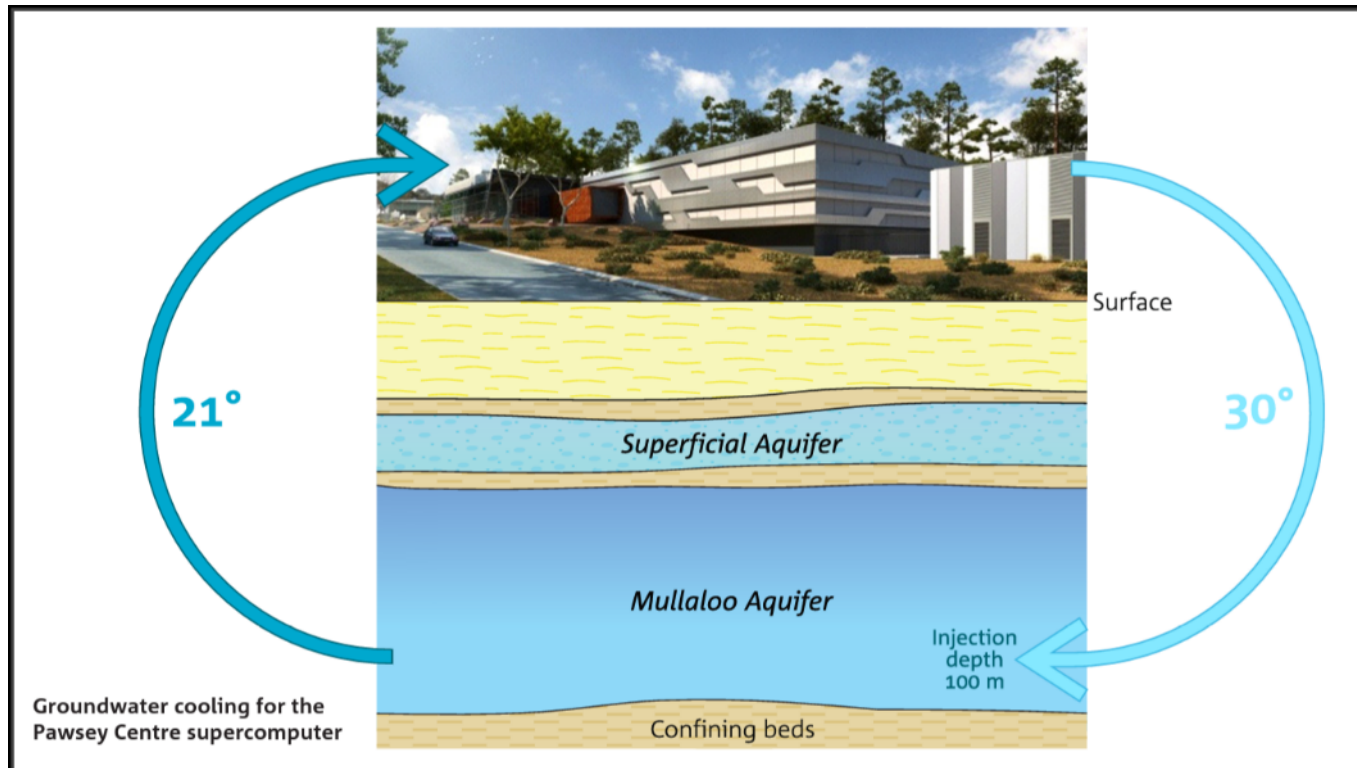 Surface
21°
30°
Superficial Aquifer
Mullaloo Aquifer
Injection
depth
100 m
Groundwater cooling for the
Pawsey Centre supercomputer
Confining beds